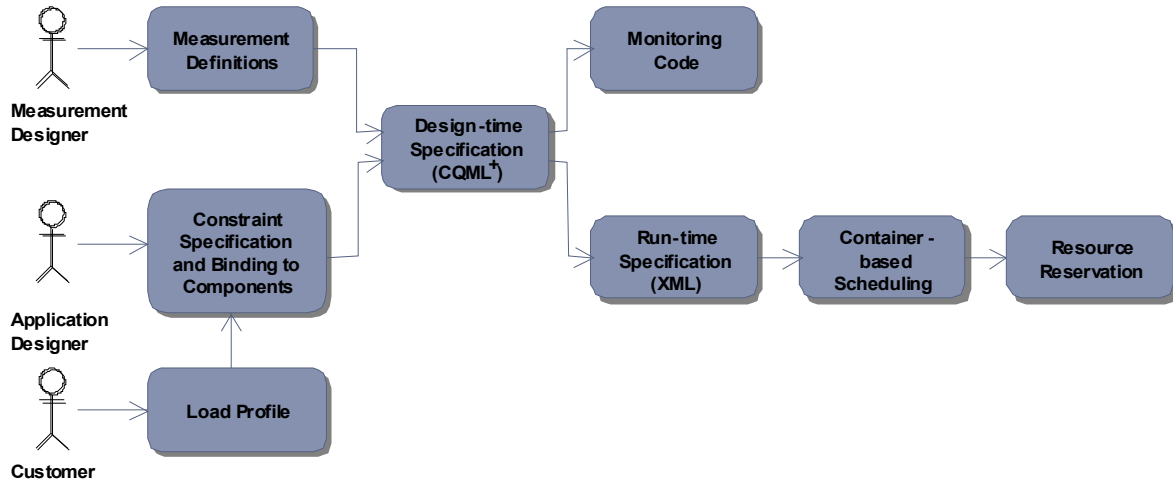 Measurement
Definitions
Monitoring
Code
Measurement
Designer
Design-time
Specification
(CQML+)
Constraint
Specification
and Binding to
Components
Run-time
Specification
(XML)
Container-
based
Scheduling
Resource
Reservation
Application
Designer
Load Profile
Customer